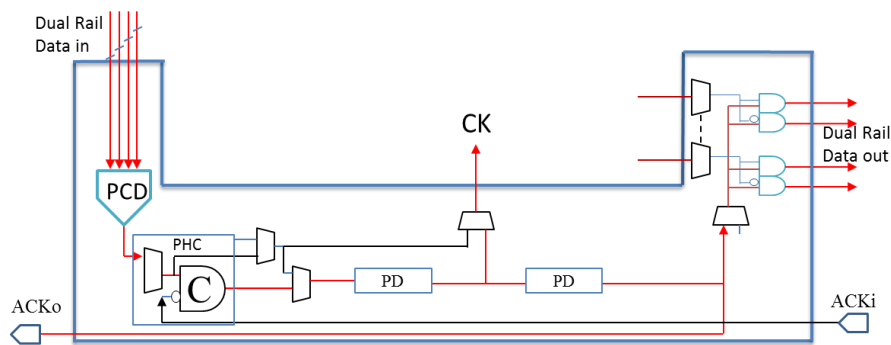 Dual Rail
Data in
CK
Dual Rail
Data out
PCD
PHC
C
PD
PD
ACKo
ACKi